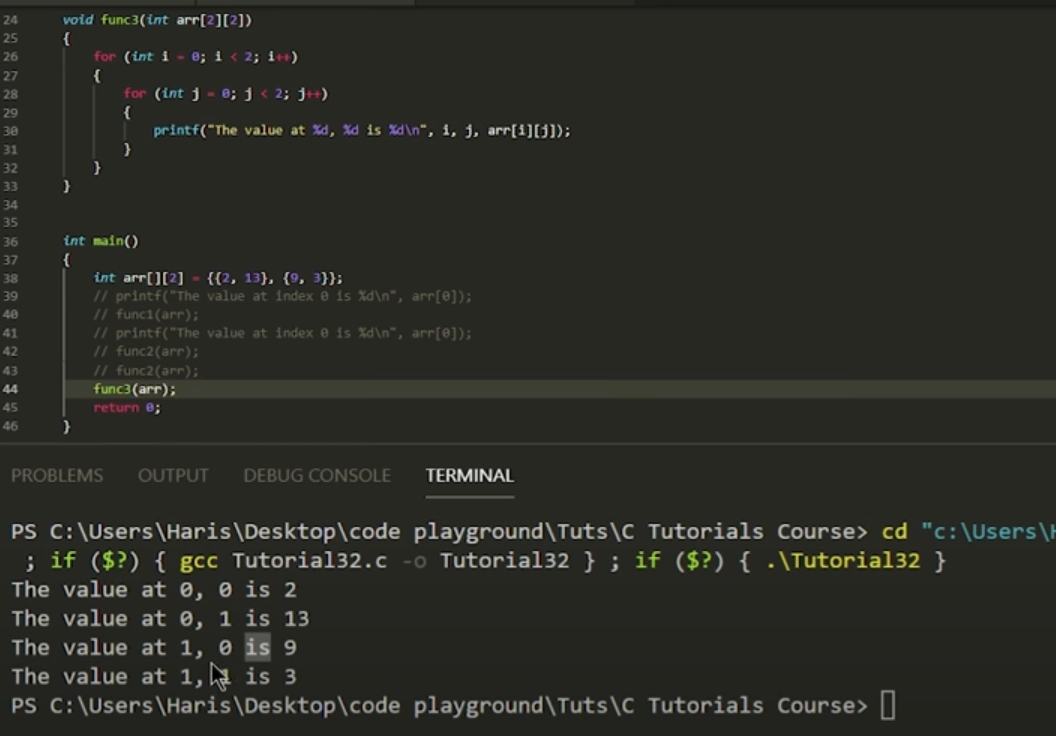 24 void func3(int arr[2][2])
25 {
26 for (int i = 0; i < 2; i++)
27 {
28 for (int j = 0; j < 2; j++)
29 {
30 printf("The value at %d, %d is %d\n", i, j, arr[i][j]);
31 }
32 }
33 }
34
35
36 int main()
37 {
38 int arr[][2] = {{2, 13}, {9, 3}};
39 // printf("The value at index 0 is %d\n", arr[0]);
40 // func1(arr);
41 // printf("The value at index 0 is %d\n", arr[0]);
42 // func2(arr);
43 // func2(arr);
44 func3(arr);
45 return 0;
46 }
PROBLEMS OUTPUT DEBUG CONSOLE TERMINAL
PS C:\Users\Haris\Desktop\code playground\Tuts\C Tutorials Course> cd "c:\Users\
; if ($?) { gcc Tutorial32.c -o Tutorial32 } ; if ($?) { .\Tutorial32 }
The value at 0, 0 is 2
The value at 0, 1 is 13
The value at 1, 0 is 9
The value at 1, 1 is 3
PS C:\Users\Haris\Desktop\code playground\Tuts\C Tutorials Course>